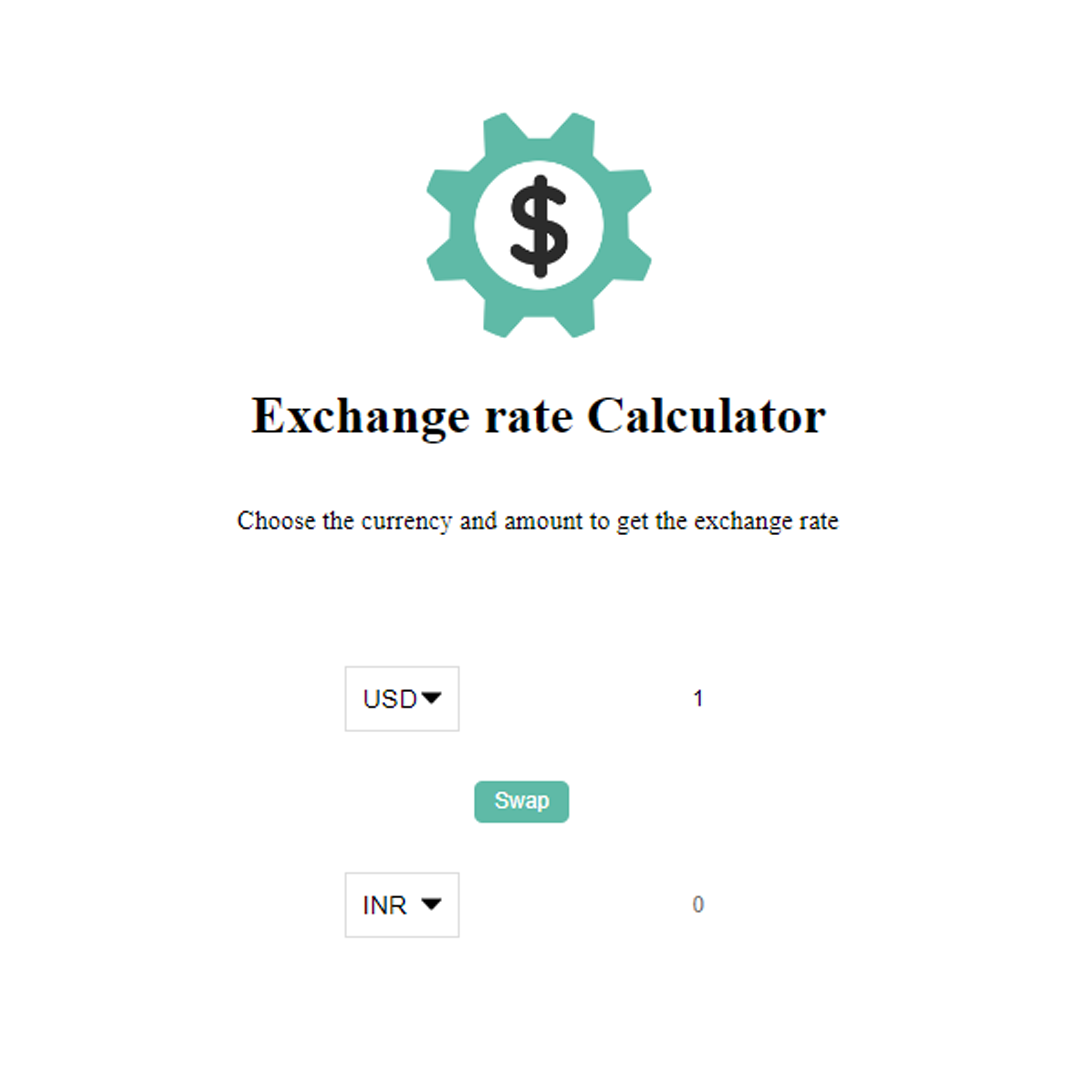 $
Exchange rate Calculator
Choose the currency and amount to get the exchange rate
USD 1
Swap
INR 0